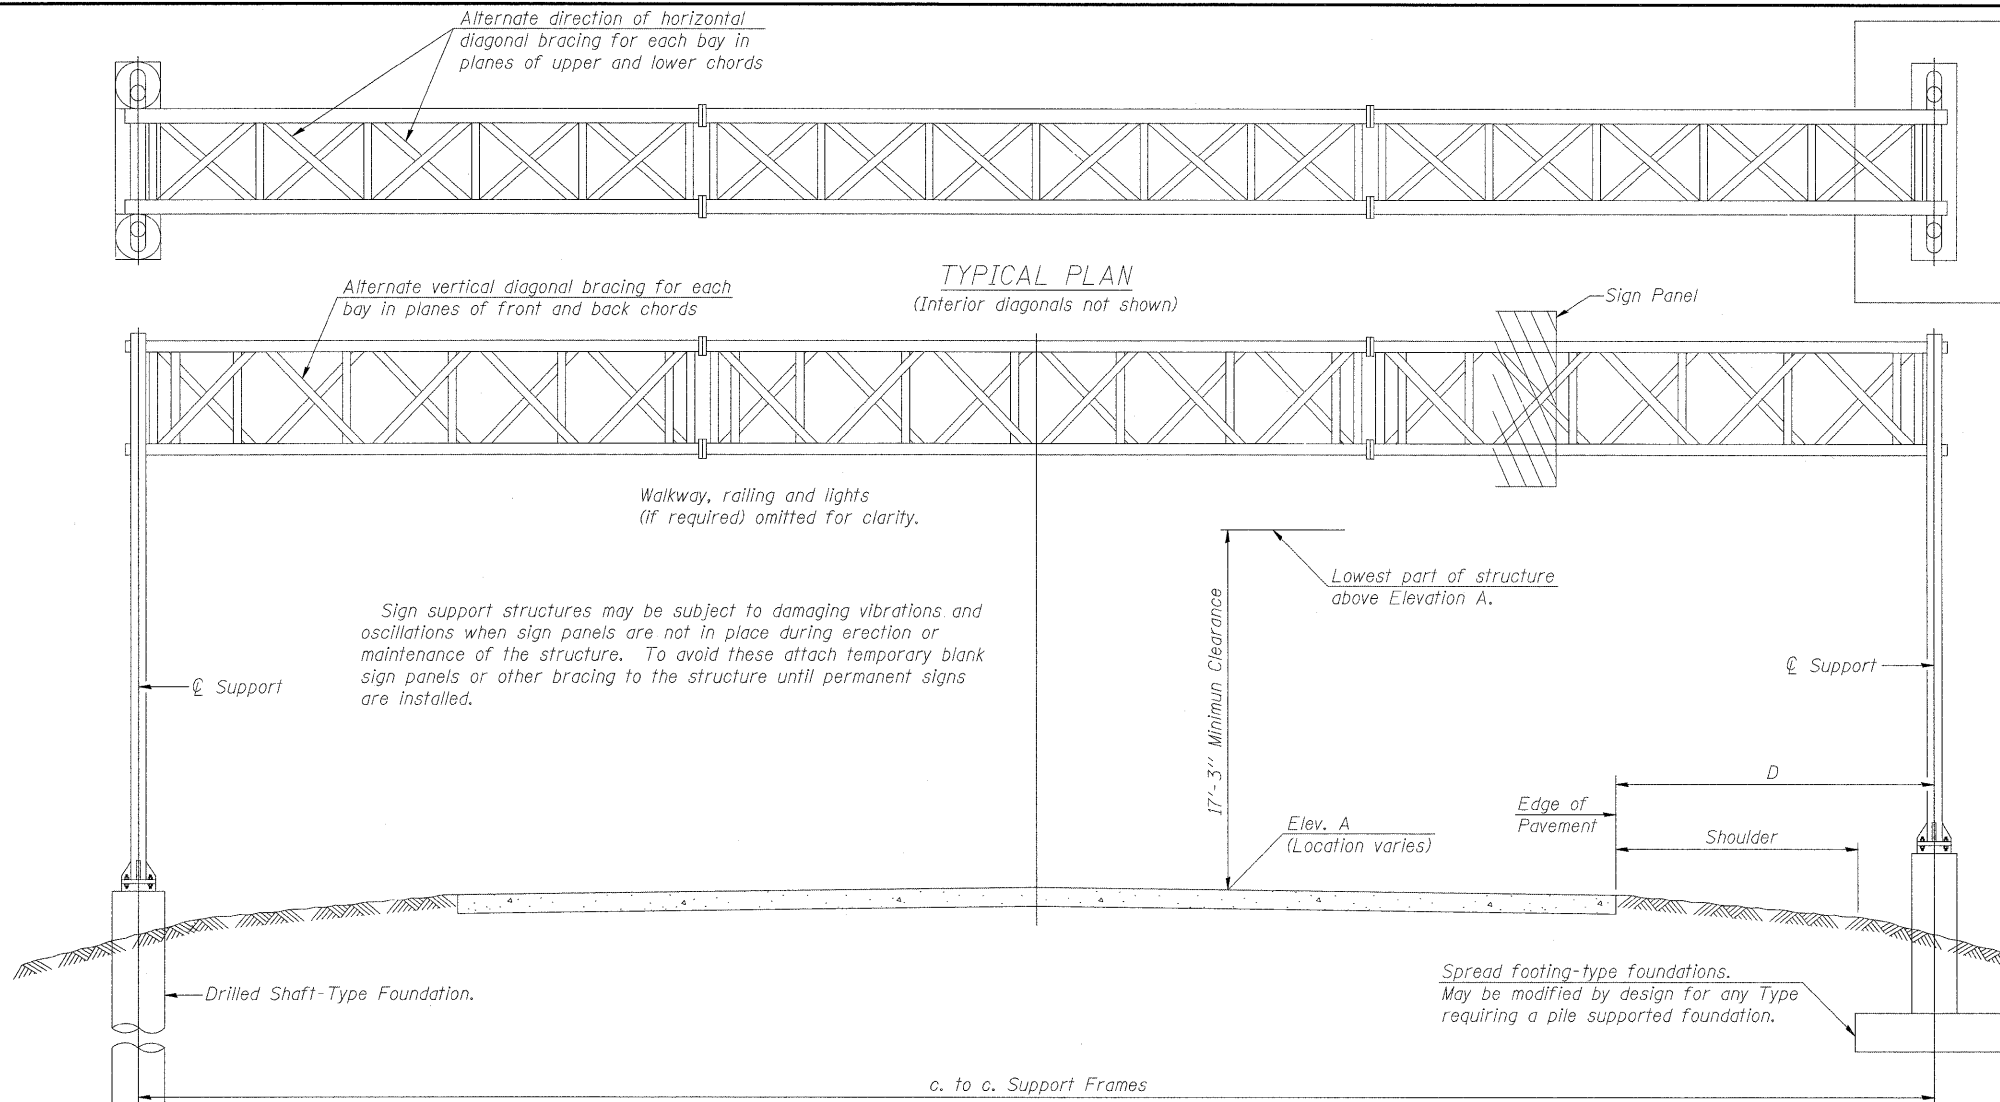 Alternate direction of horizontal
diagonal bracing for each bay in
planes of upper and lower chords
TYPICAL PLAN
(Interior diagonals not shown)
Alternate vertical diagonal bracing for each
bay in planes of front and back chords
Sign Panel
Walkway, railing and lights
(if required) omitted for clarity.
Lowest part of structure
above Elevation A.
Sign support structures may be subject to damaging vibrations and
oscillations when sign panels are not in place during erection or
maintenance of the structure. To avoid these attach temporary blank
sign panels or other bracing to the structure until permanent signs
are installed.
℄ Support
17'-3" Minimun Clearance
℄ Support
D
Edge of
Pavement
Shoulder
Elev. A
(Location varies)
Drilled Shaft-Type Foundation.
Spread footing-type foundations.
May be modified by design for any Type
requiring a pile supported foundation.
c. to c. Support Frames